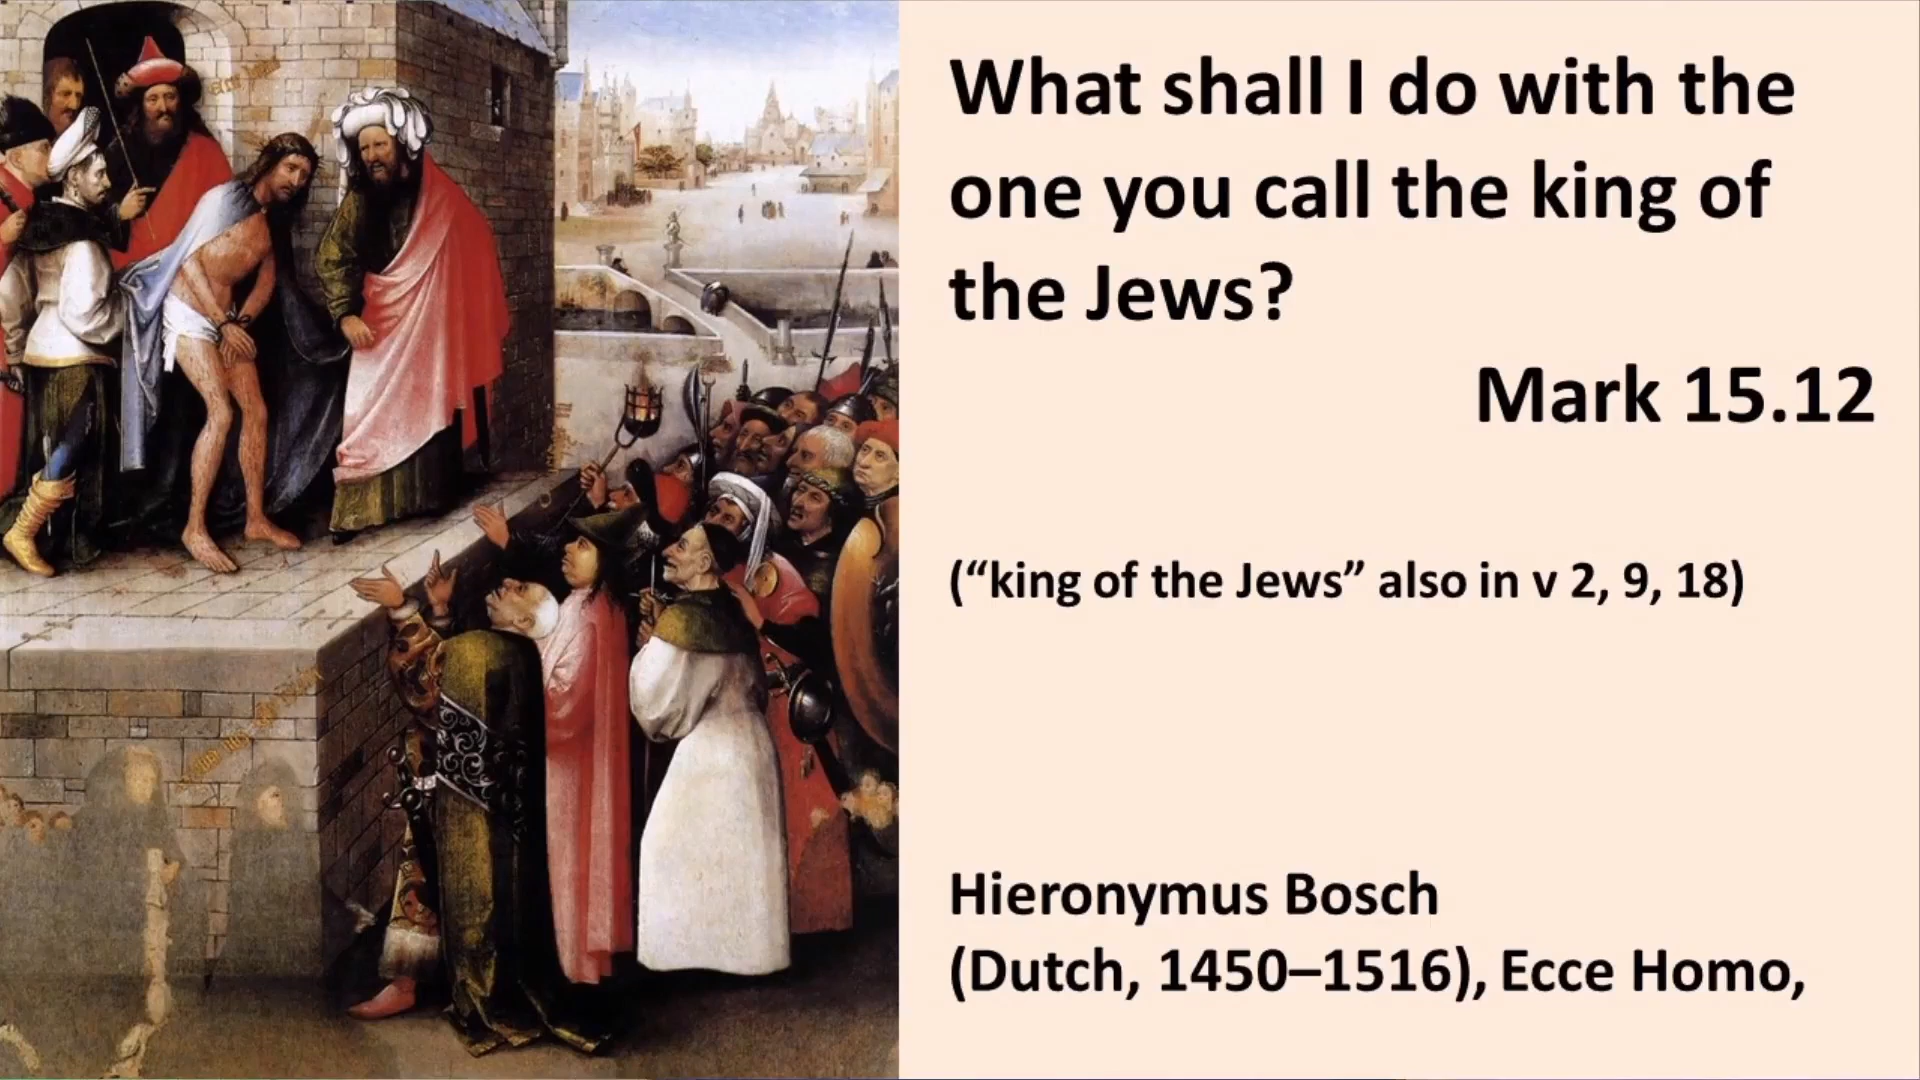 What shall I do with the
one you call the king of
the Jews?
Mark 15.12
(“king of the Jews” also in v 2, 9, 18)
Hieronymus Bosch
(Dutch, 1450–1516), Ecce Homo,